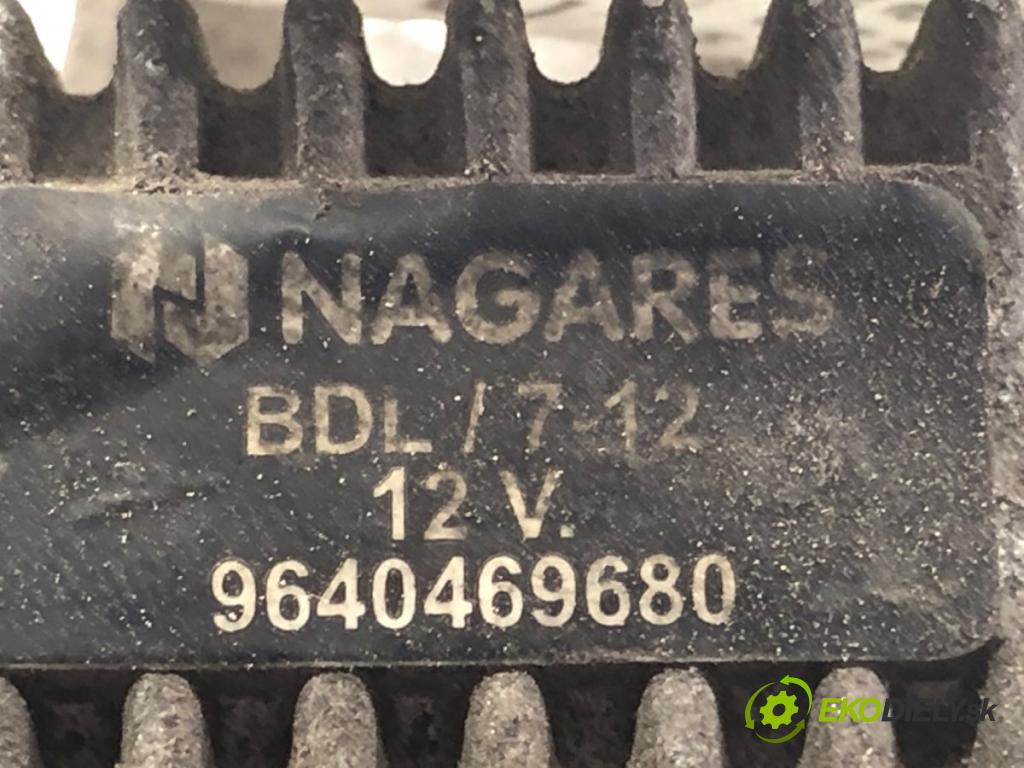 NAGARES
BDL / 7-12
12 V.
9640469680
EKODIELY.sk